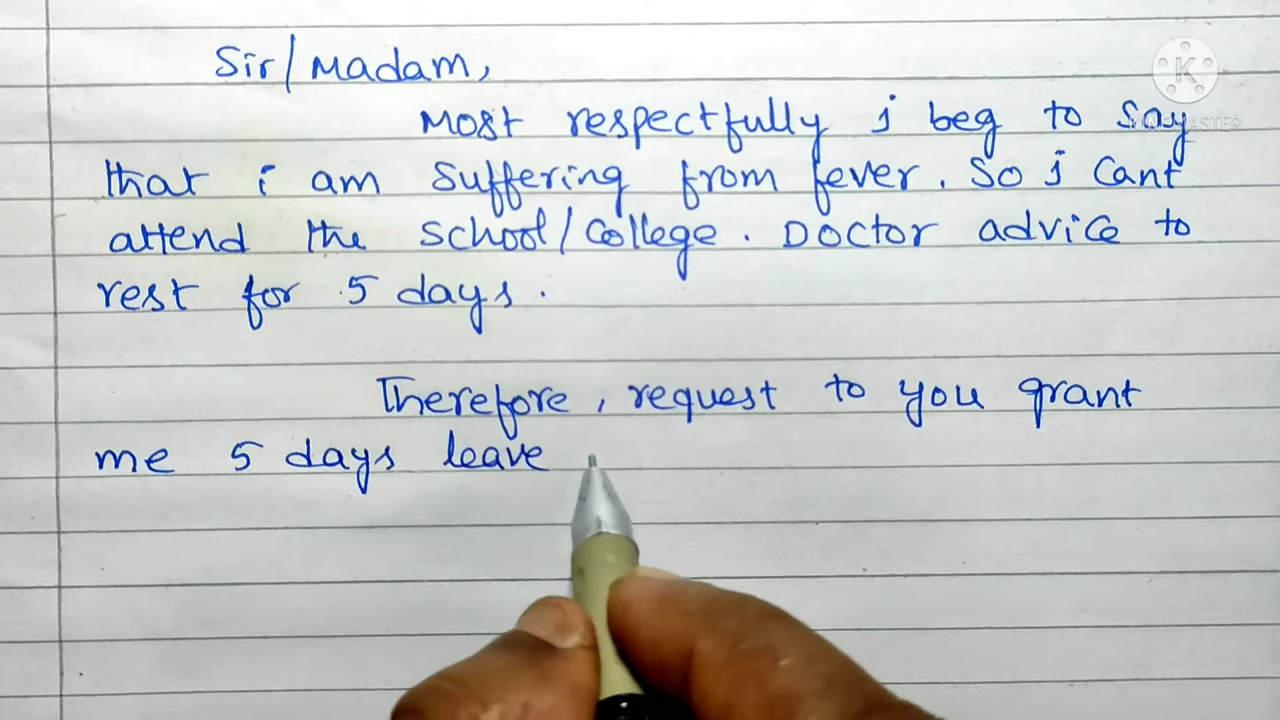 Sir/Madam,
Most respectfully i beg to say
that i am suffering from fever. So i Cant
attend the School/College. Doctor advice to
rest for 5 days.
Therefore, request to you grant
me 5 days leave
K
KINEMASTER